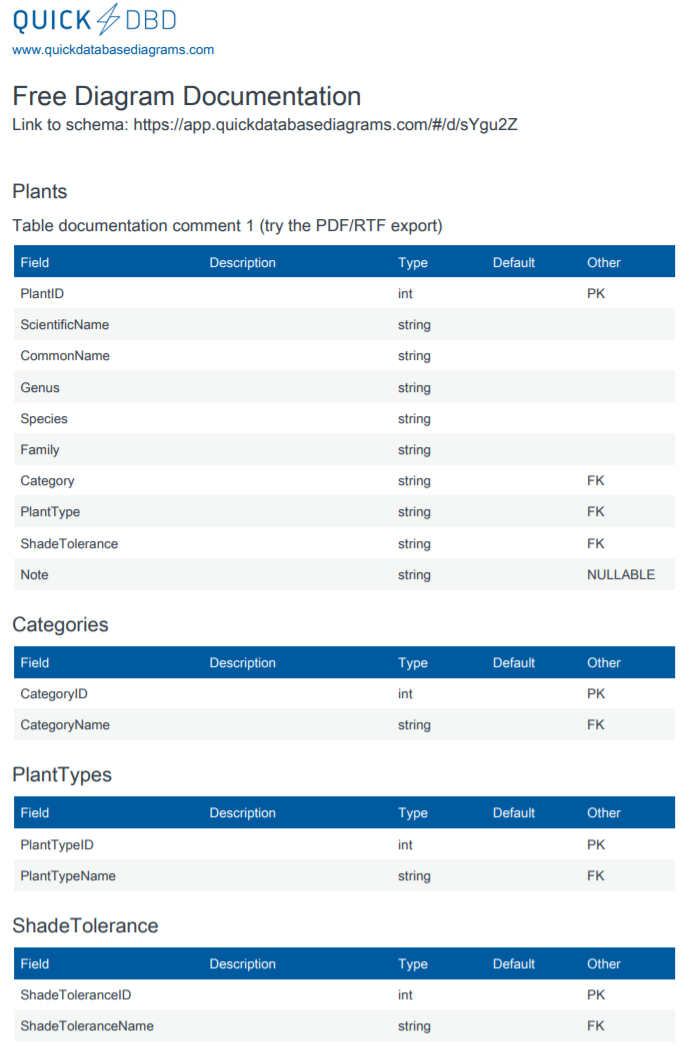 QUICK DBD
www.quickdatabasediagrams.com
Free Diagram Documentation
Link to schema: https://app.quickdatabasediagrams.com/#/d/sYgu2Z
Plants
Table documentation comment 1 (try the PDF/RTF export)
Field Description Type Default Other
PlantID int PK
ScientificName string
CommonName string
Genus string
Species string
Family string
Category string FK
PlantType string FK
ShadeTolerance string FK
Note string NULLABLE
Categories
Field Description Type Default Other
CategoryID int PK
CategoryName string FK
PlantTypes
Field Description Type Default Other
PlantTypeID int PK
PlantTypeName string FK
ShadeTolerance
Field Description Type Default Other
ShadeToleranceID int PK
ShadeToleranceName string FK